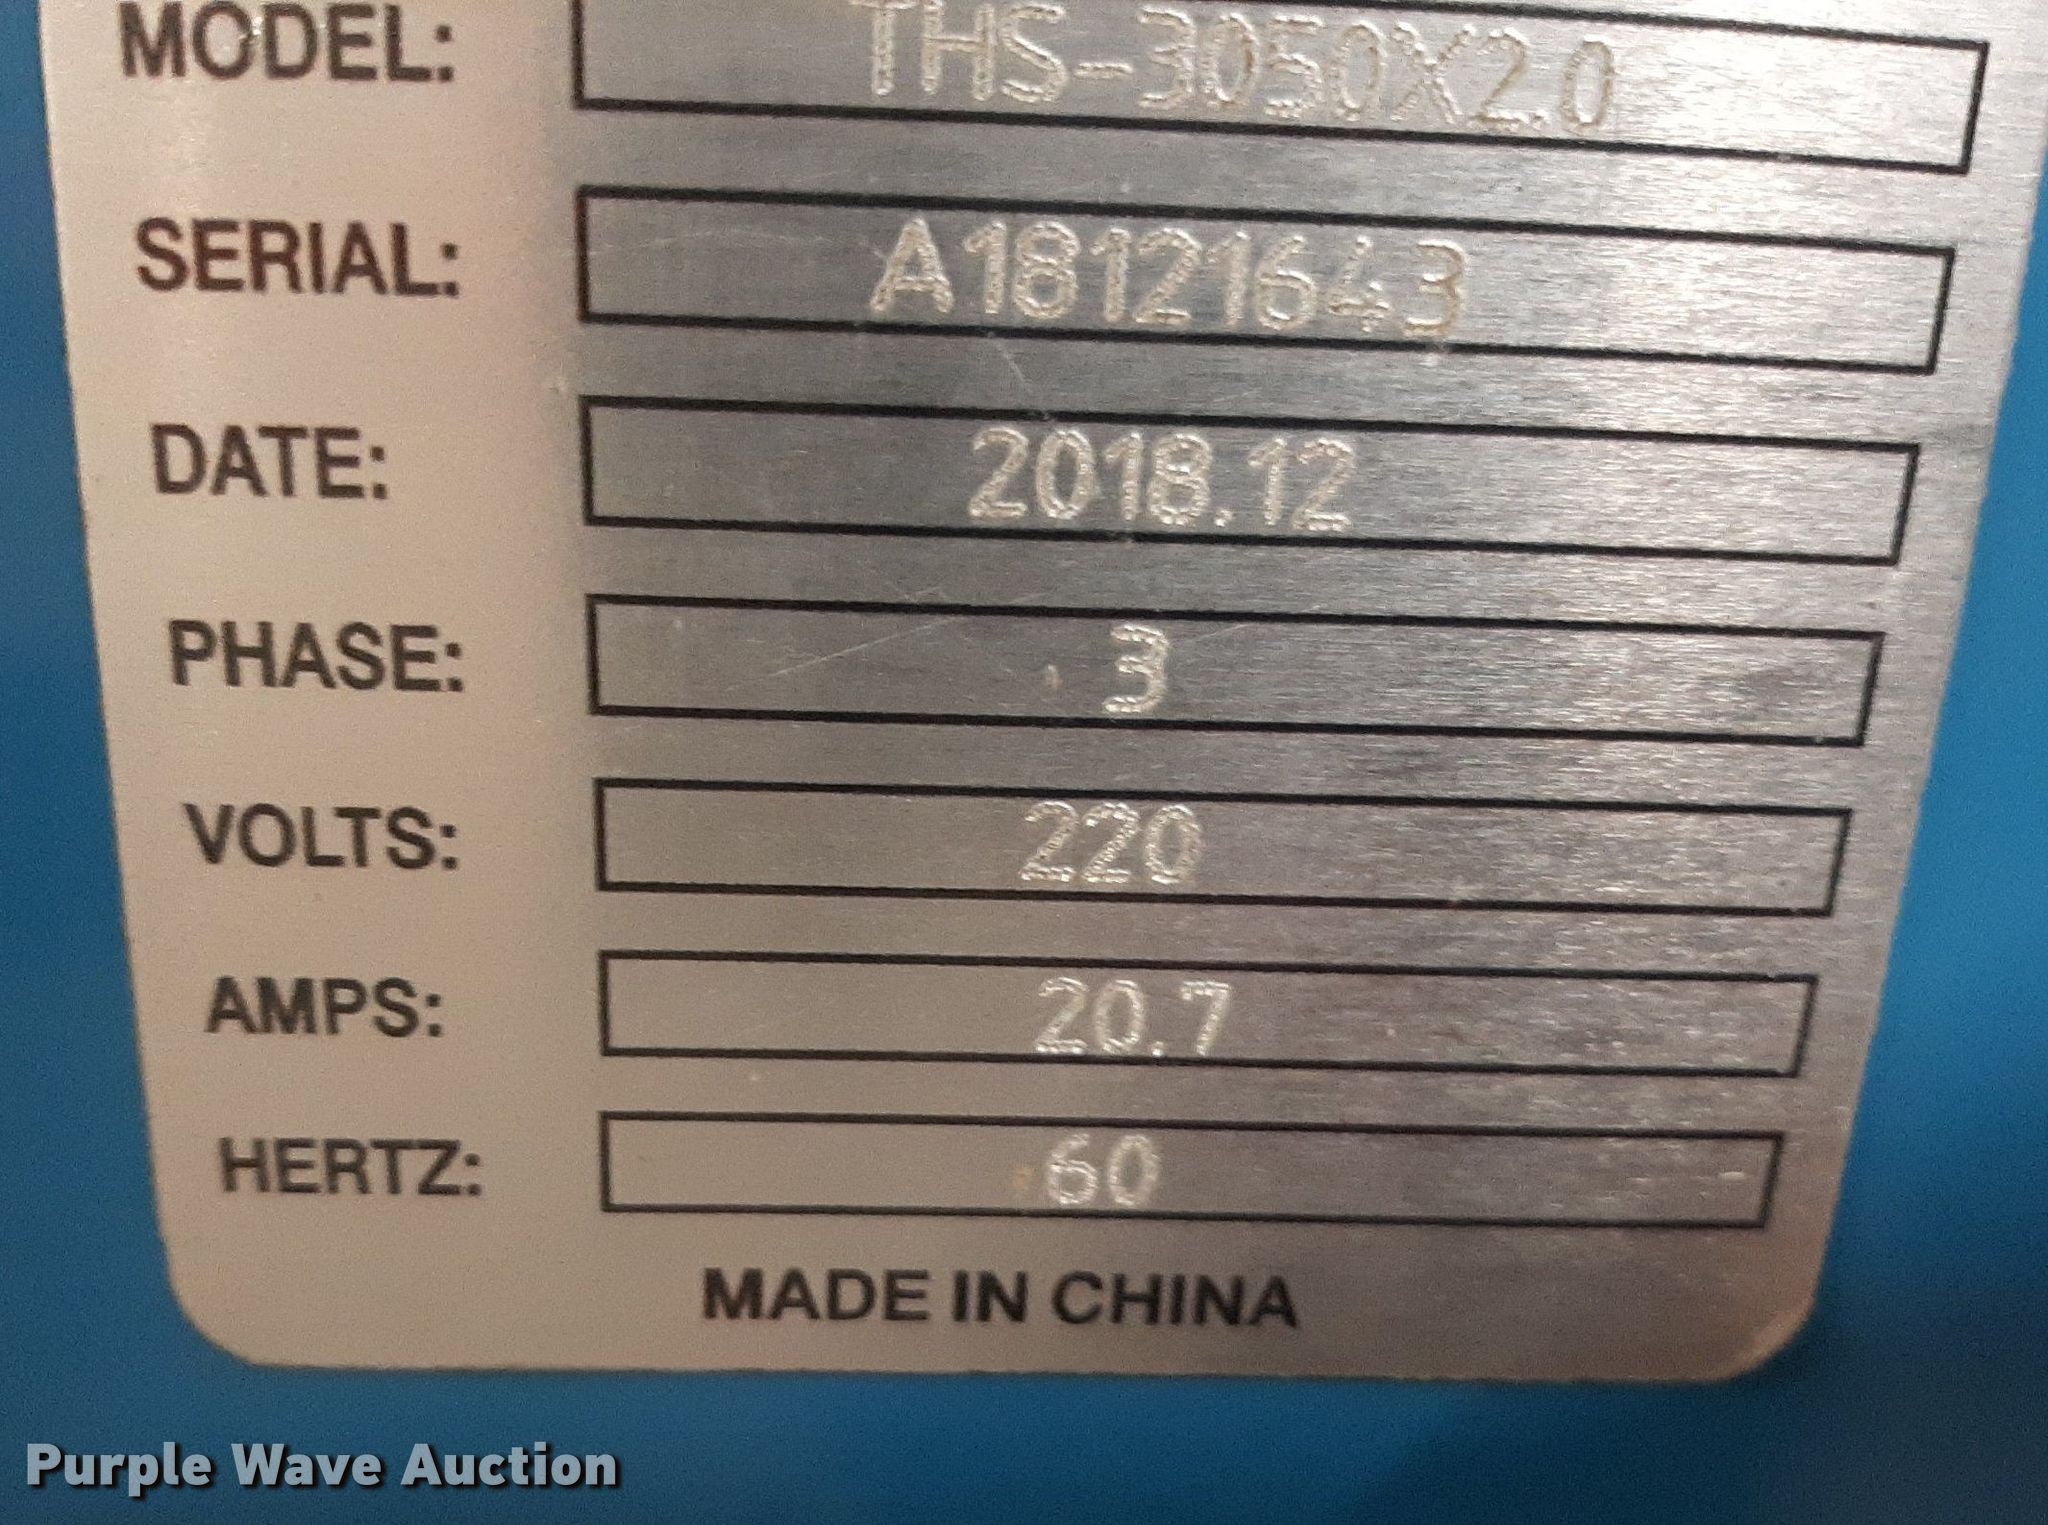 MODEL: THS-3050X2.0
SERIAL: A18121643
DATE: 2018.12
PHASE: 3
VOLTS: 220
AMPS: 20.7
HERTZ: 60
MADE IN CHINA
Purple Wave Auction